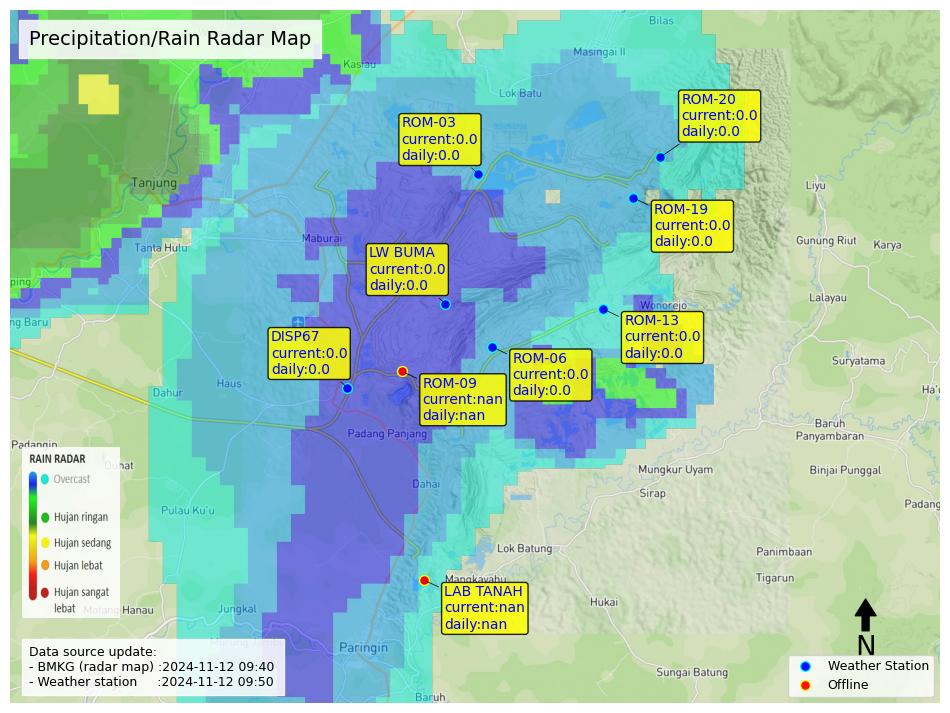 Precipitation/Rain Radar Map
Bilas
Masingai II
Kastau
Lok Batu
ROM-20
current:0.0
daily:0.0
ROM-03
current:0.0
daily:0.0
Tanjung
Liyu
ROM-19
current:0.0
daily:0.0
Maburai
Tanta Hutu
Gunung Riut
Karya
LW BUMA
current:0.0
daily:0.0
ping
Lalayau
Wonorejo
ng Baru
ROM-13
current:0.0
daily:0.0
DISP67
current:0.0
daily:0.0
ROM-06
current:0.0
daily:0.0
Suryatama
Haus
Dahur
ROM-09
current:nan
daily:nan
Ha'u
Padang Panjang
Baruh
Panyambaran
Padangin
RAIN RADAR
Overcast
Hujan ringan
Hujan sedang
Hujan lebat
Hujan sangat
lebat
Mungkur Uyam
Binjai Punggal
Dahai
Sirap
Pulau Ku'u
Padang
Lok Batung
Panimbaan
Mangkayahu
Tigarun
LAB TANAH
current:nan
daily:nan
Hukai
Matang Hanau
Jungkal
Paringin
N
Sungai Batung
Baruh
Data source update:
- BMKG (radar map) :2024-11-12 09:40
- Weather station :2024-11-12 09:50
Weather Station
Offline